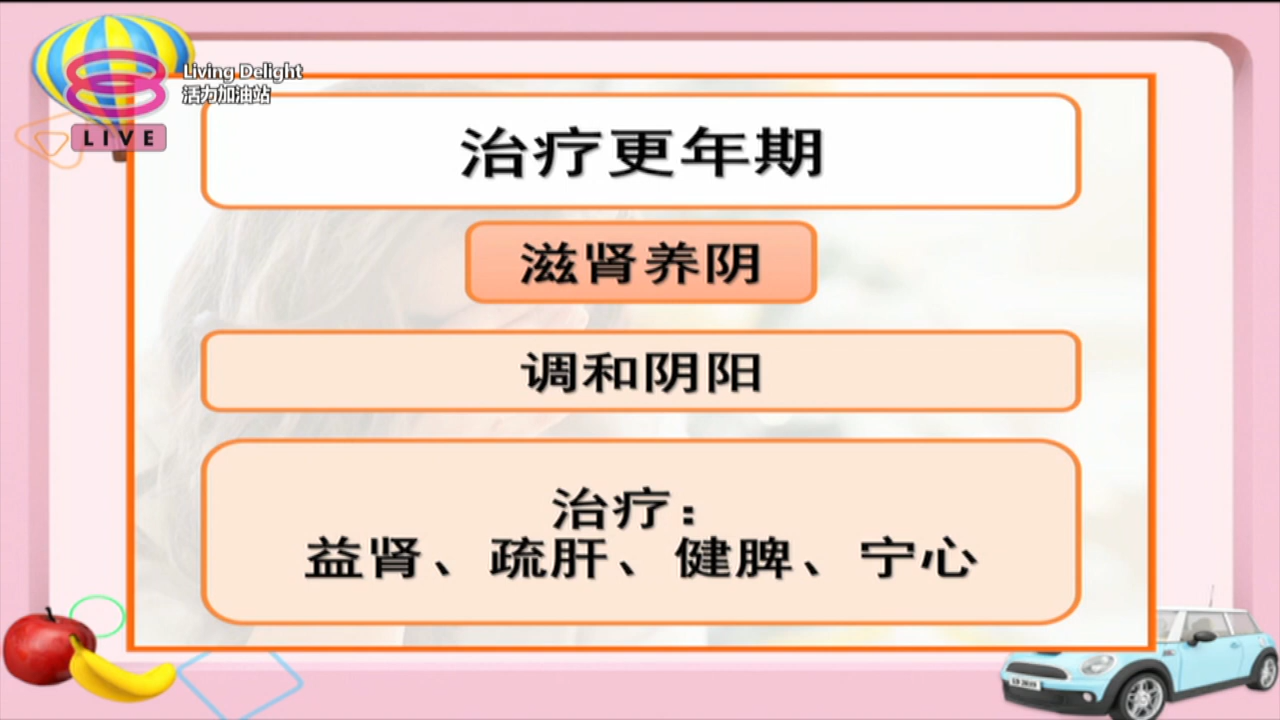 Living Delight
活力加油站
LIVE
治疗更年期
滋肾养阴
调和阴阳
治疗：
益肾、疏肝、健脾、宁心